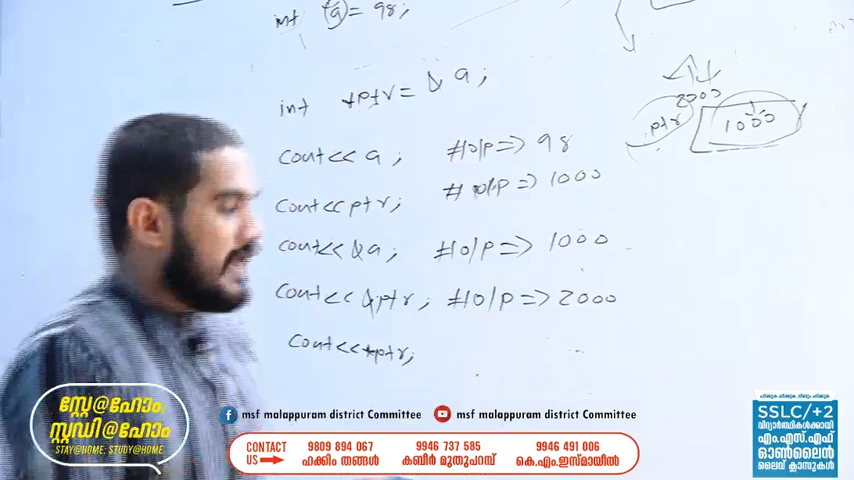 int a = 98;
int *ptr = & a;
2000
ptr 1000
cout<< a; #o/p => 98
cout<<ptr; # o/p => 1000
cout<< &a; #o/p => 1000
cout<< &ptr; #o/p => 2000
cout<<*ptr;
സ്റ്റേ@ഹോം;
സ്റ്റഡി@ഹോം
STAY@HOME; STUDY@HOME
msf malappuram district Committee msf malappuram district Committee
CONTACT US
9809 894 067 9946 737 585 9946 491 006
ഹക്കിം തങ്ങൾ കബീർ മുതുപറമ്പ് കെ.എം.ഇസ്മായീൽ
SSLC/+2
വിദ്യാർത്ഥികൾക്കായി
എം.എസ്.എഫ്
ഓൺലൈൻ
ലൈവ് ക്ലാസുകൾ